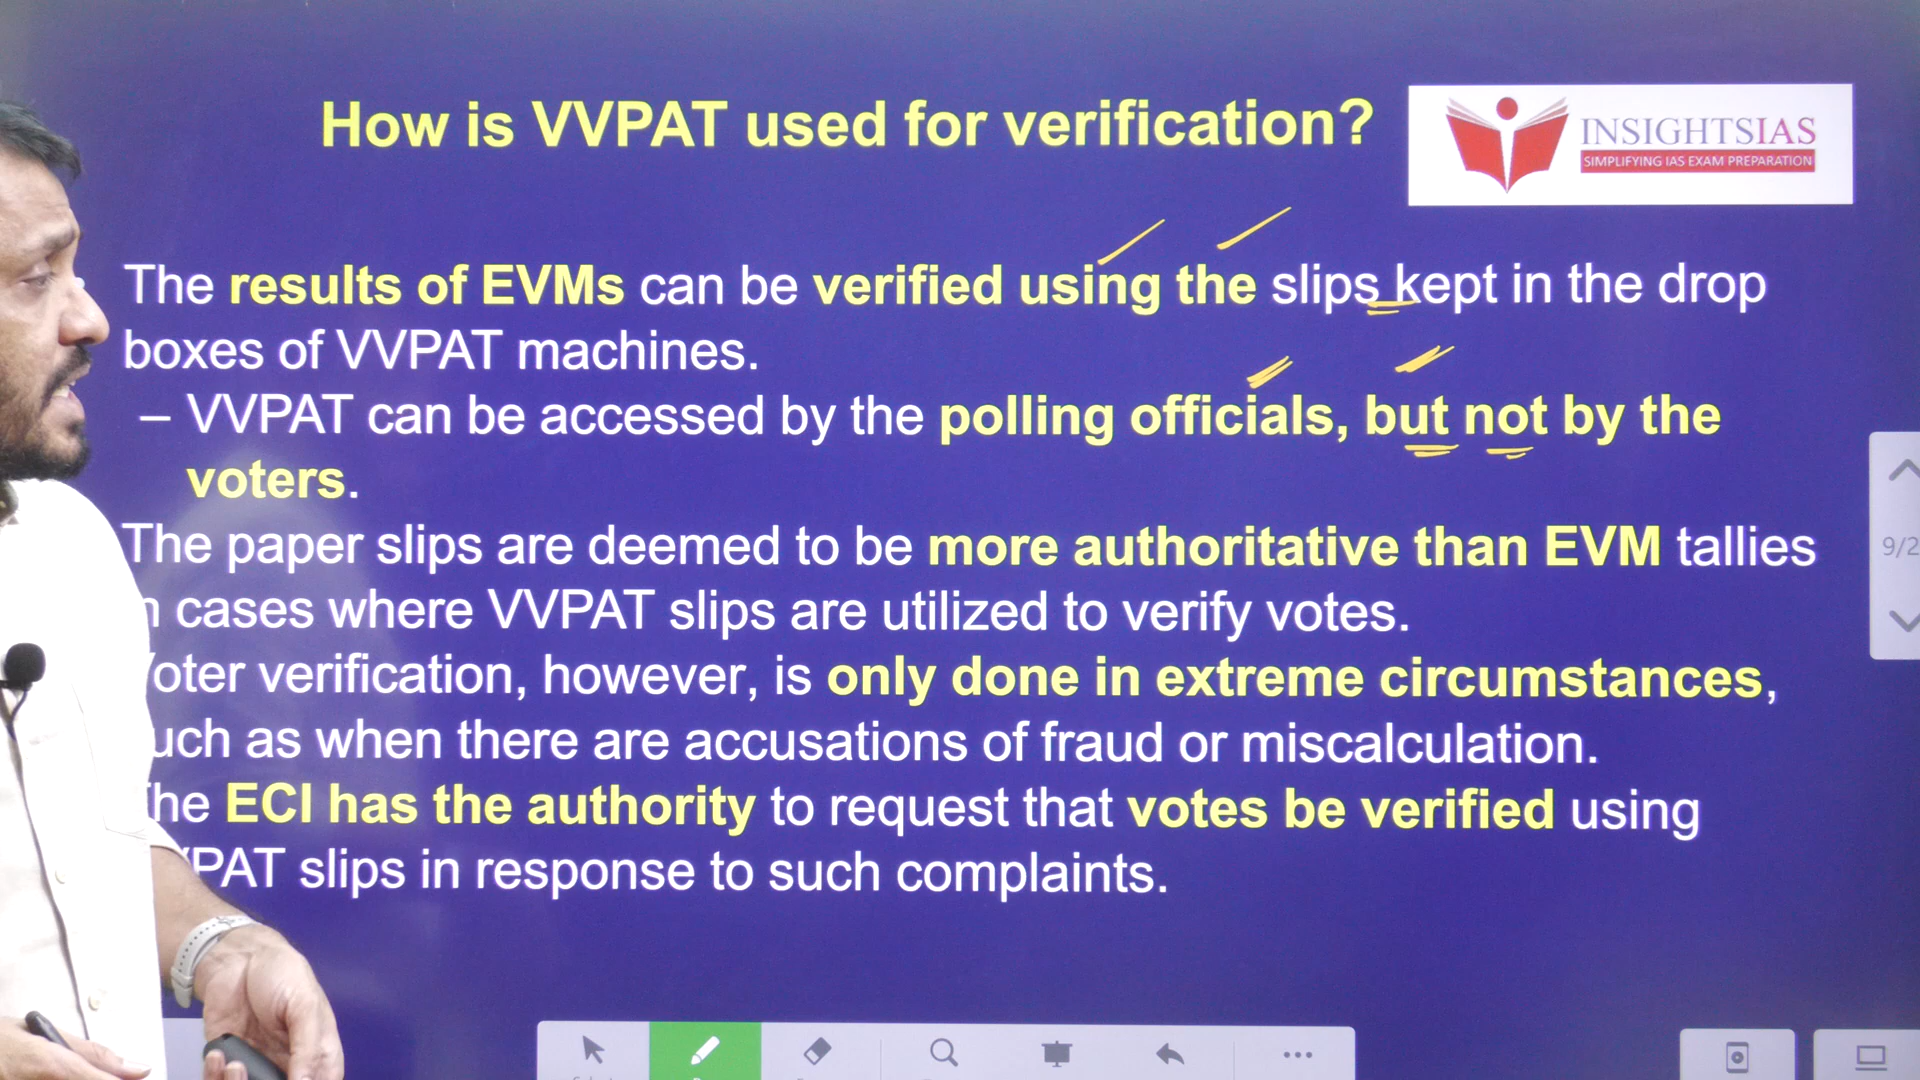 How is VVPAT used for verification?
INSIGHTSIAS
SIMPLIFYING IAS EXAM PREPARATION
The results of EVMs can be verified using the slips kept in the drop
boxes of VVPAT machines.
– VVPAT can be accessed by the polling officials, but not by the
voters.
The paper slips are deemed to be more authoritative than EVM tallies
cases where VVPAT slips are utilized to verify votes.
verification, however, is only done in extreme circumstances,
as when there are accusations of fraud or miscalculation.
ECI has the authority to request that votes be verified using
slips in response to such complaints.
9/2